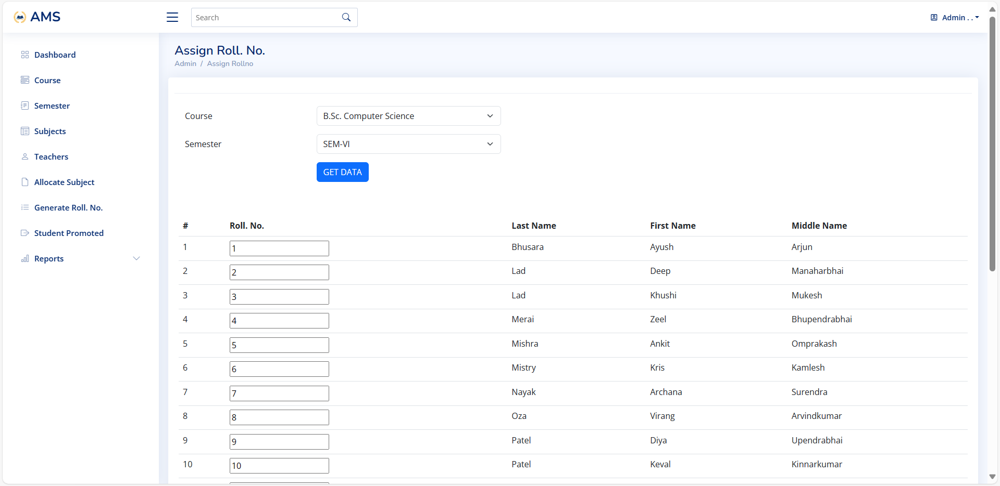 AMS
Search
Admin . .
Dashboard
Course
Semester
Subjects
Teachers
Allocate Subject
Generate Roll. No.
Student Promoted
Reports
Assign Roll. No.
Admin / Assign Rollno
Course B.Sc. Computer Science
Semester SEM-VI
GET DATA
# Roll. No. Last Name First Name Middle Name
1 1 Bhusara Ayush Arjun
2 2 Lad Deep Manaharbhai
3 3 Lad Khushi Mukesh
4 4 Merai Zeel Bhupendrabhai
5 5 Mishra Ankit Omprakash
6 6 Mistry Kris Kamlesh
7 7 Nayak Archana Surendra
8 8 Oza Virang Arvindkumar
9 9 Patel Diya Upendrabhai
10 10 Patel Keval Kinnarkumar